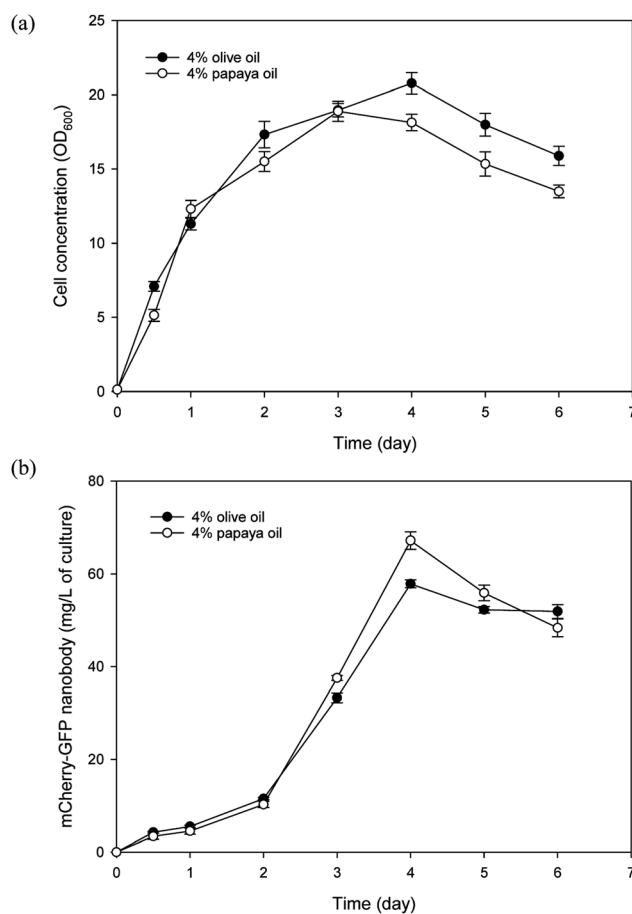 (a)
25
20
15
10
5
0
Cell concentration (OD600)
4% olive oil
4% papaya oil
0 1 2 3 4 5 6 7
Time (day)
(b)
80
60
40
20
0
mCherry-GFP nanobody (mg/L of culture)
4% olive oil
4% papaya oil
0 1 2 3 4 5 6 7
Time (day)